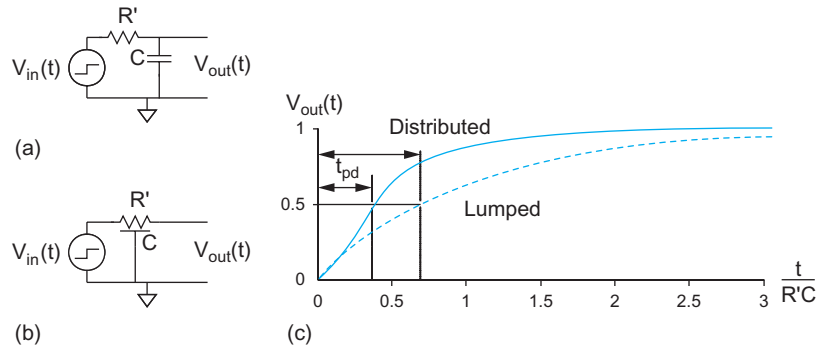 R'
C
V_in(t)
V_out(t)
(a)
R'
C
V_in(t)
V_out(t)
(b)
V_out(t)
1
Distributed
t_pd
0.5
Lumped
0
0 0.5 1 1.5 2 2.5 3
t
R'C
(c)